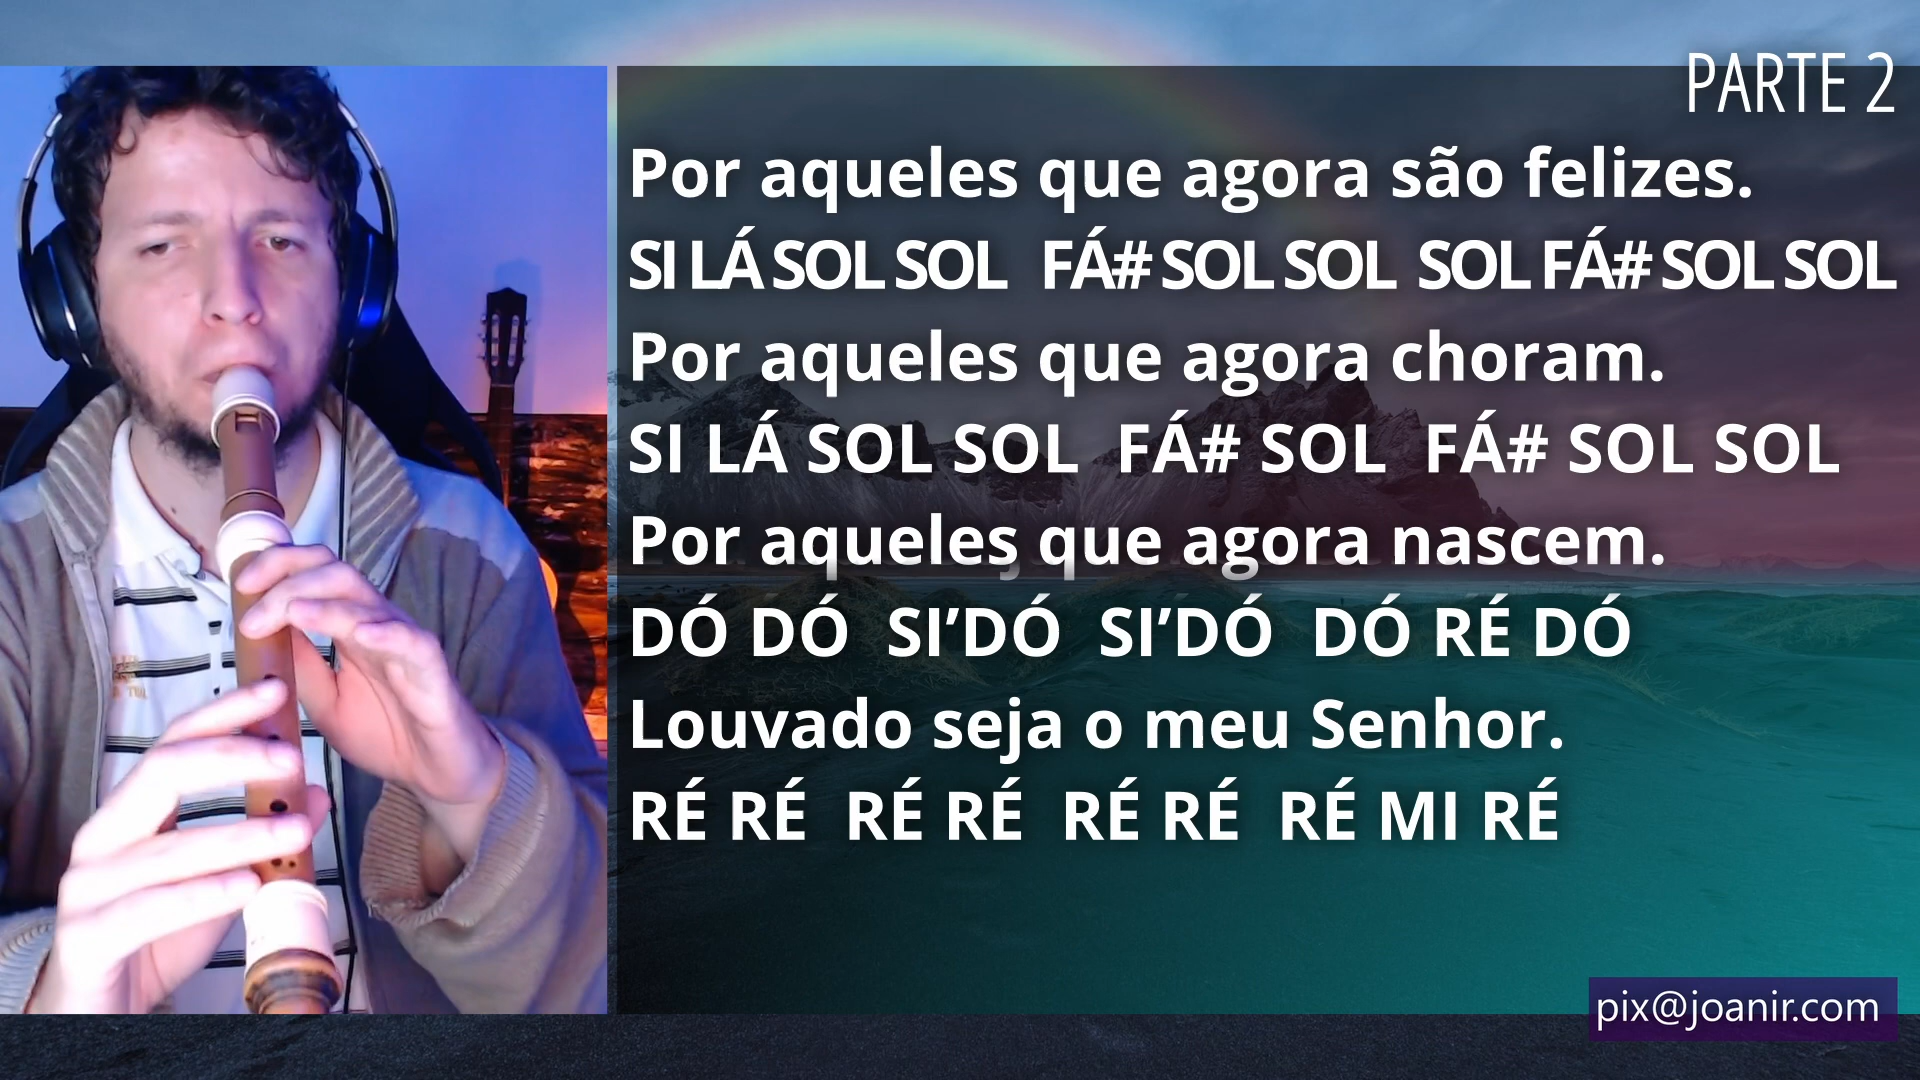 PARTE 2
Por aqueles que agora são felizes.
SI LÁ SOL SOL FÁ# SOL SOL SOL FÁ# SOL SOL
Por aqueles que agora choram.
SI LÁ SOL SOL FÁ# SOL FÁ# SOL SOL
Por aqueles que agora nascem.
DÓ DÓ SI’DÓ SI’DÓ DÓ RÉ DÓ
Louvado seja o meu Senhor.
RÉ RÉ RÉ RÉ RÉ RÉ RÉ MI RÉ
pix@joanir.com